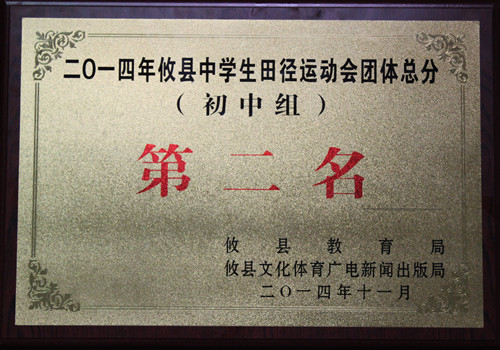 二〇一四年攸县中学生田径运动会团体总分
（初中组）
第二名
攸县教育局
攸县文化体育广电新闻出版局
二〇一四年十一月